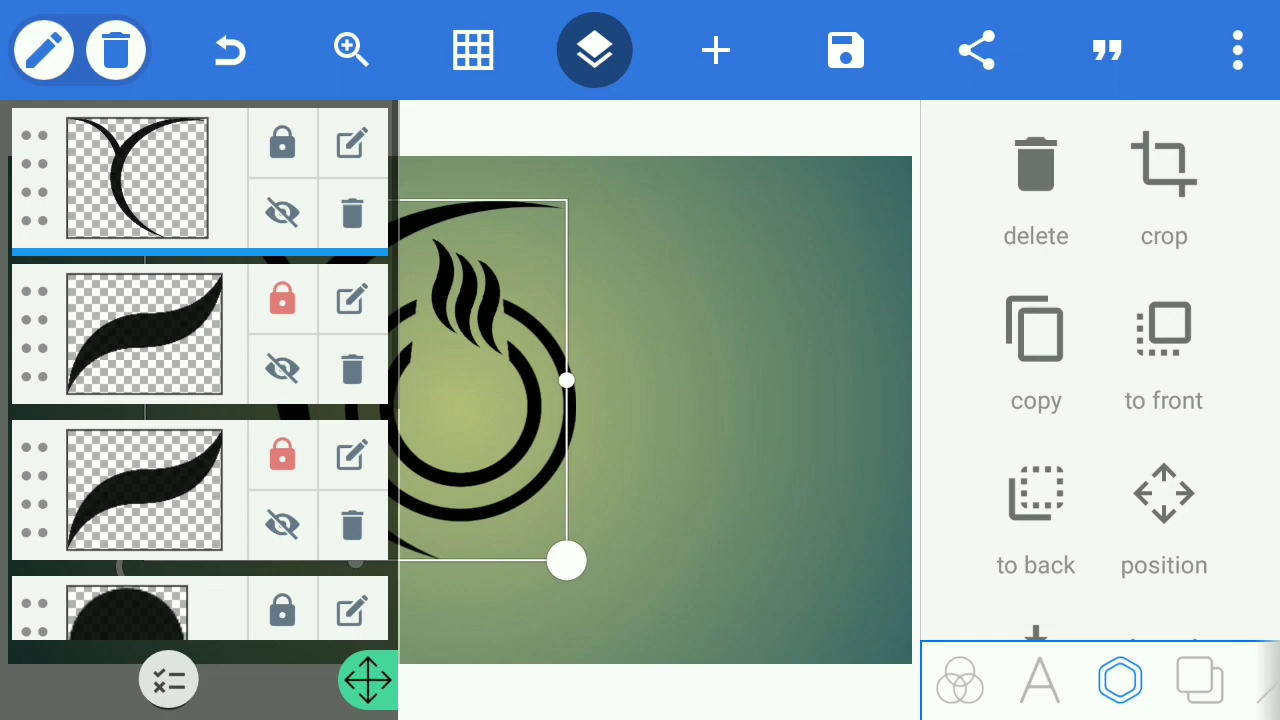 delete
crop
copy
to front
to back
position
A